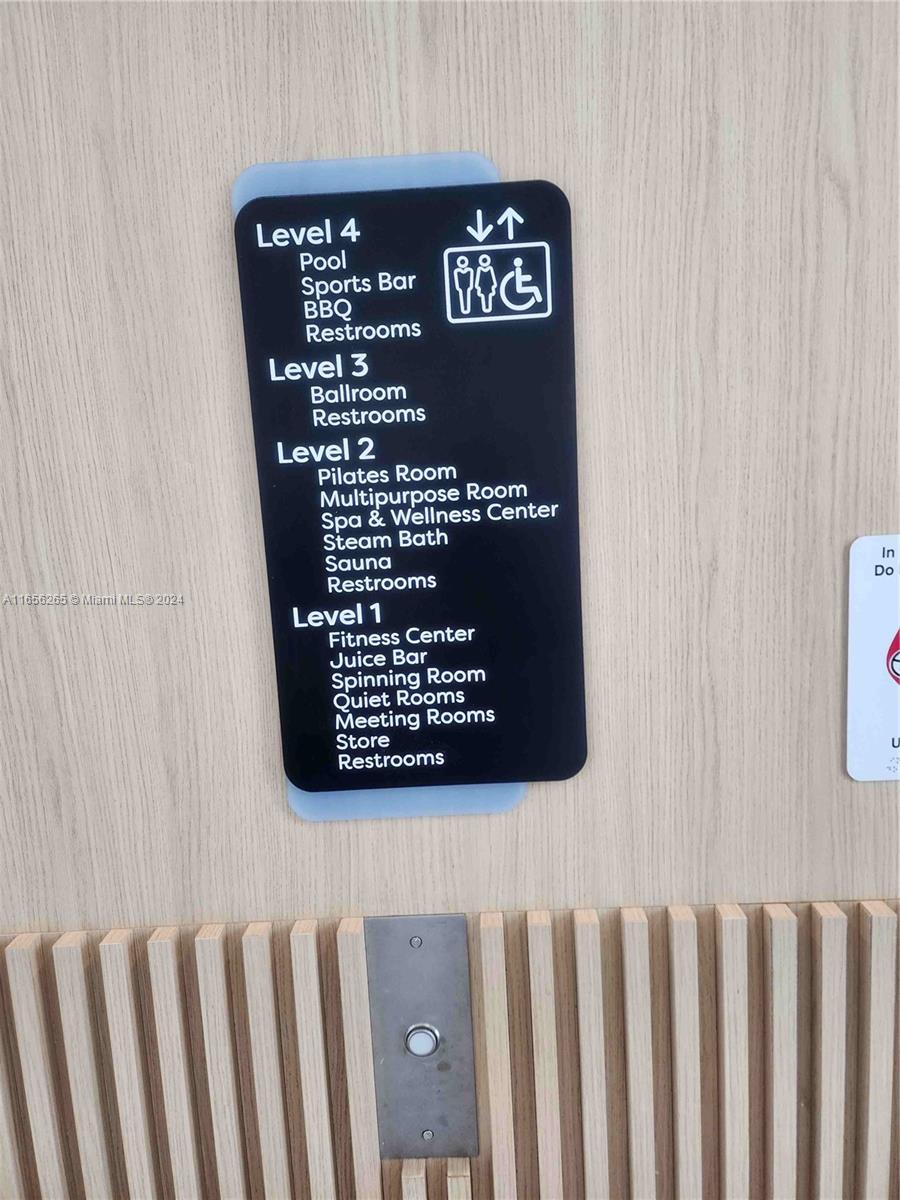 Level 4
Pool
Sports Bar
BBQ
Restrooms
Level 3
Ballroom
Restrooms
Level 2
Pilates Room
Multipurpose Room
Spa & Wellness Center
Steam Bath
Sauna
Restrooms
Level 1
Fitness Center
Juice Bar
Spinning Room
Quiet Rooms
Meeting Rooms
Store
Restrooms
In
Do
A11656265 © Miami MLS® 2024